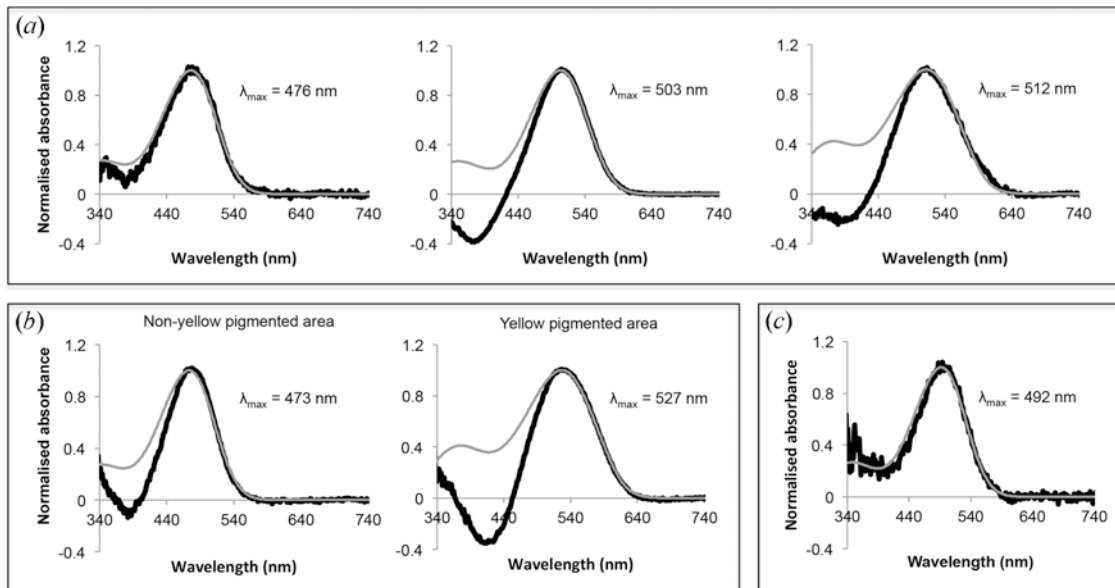 (a)
1.2
0.8
0.4
0
-0.4
Normalised absorbance
λmax = 476 nm
340 440 540 640 740
Wavelength (nm)
1.2
0.8
0.4
0
-0.4
λmax = 503 nm
340 440 540 640 740
Wavelength (nm)
1.2
0.8
0.4
0
-0.4
λmax = 512 nm
340 440 540 640 740
Wavelength (nm)
(b)
Non-yellow pigmented area
1.2
0.8
0.4
0
-0.4
Normalised absorbance
λmax = 473 nm
340 440 540 640 740
Wavelength (nm)
Yellow pigmented area
1.2
0.8
0.4
0
-0.4
λmax = 527 nm
340 440 540 640 740
Wavelength (nm)
(c)
1.2
0.8
0.4
0
-0.4
Normalised absorbance
λmax = 492 nm
340 440 540 640 740
Wavelength (nm)